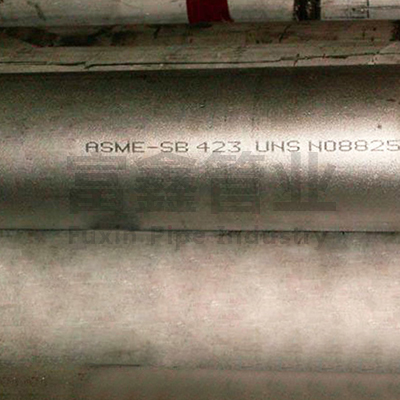 ASME-SB 423 UNS N08825
富鑫管业
Fuxin Pipe Industry